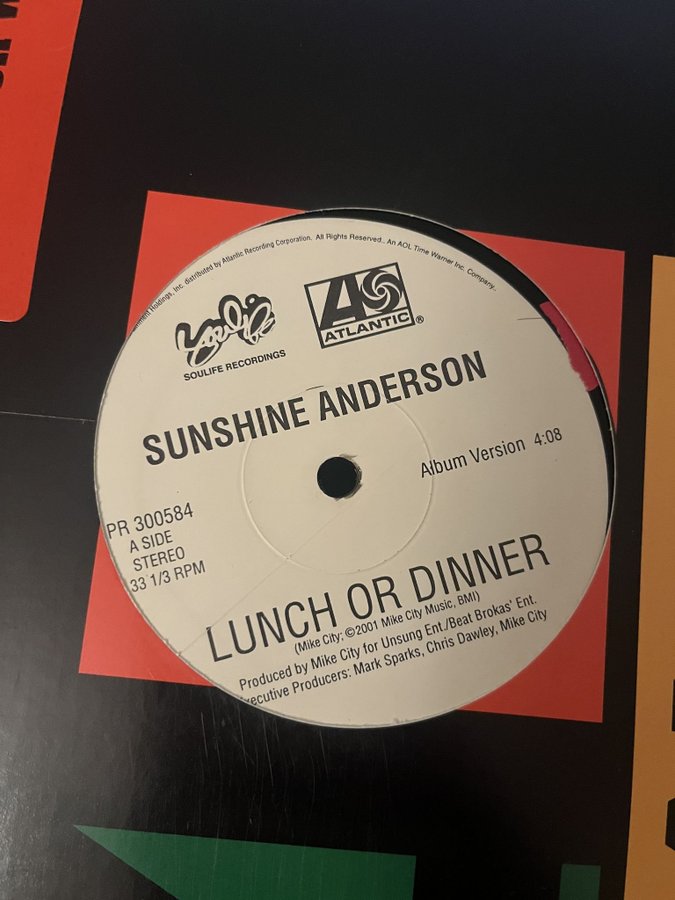 nment Holdings, Inc. distributed by Atlantic Recording Corporation. All Rights Reserved.. An AOL Time Warner Inc. Company..
Soulife
SOULIFE RECORDINGS
A
ATLANTIC®
SUNSHINE ANDERSON
Album Version 4:08
PR 300584
A SIDE
STEREO
33 1/3 RPM
LUNCH OR DINNER
(Mike City; ©2001 Mike City Music, BMI)
Produced by Mike City for Unsung Ent./Beat Brokas' Ent.
xecutive Producers: Mark Sparks, Chris Dawley, Mike City